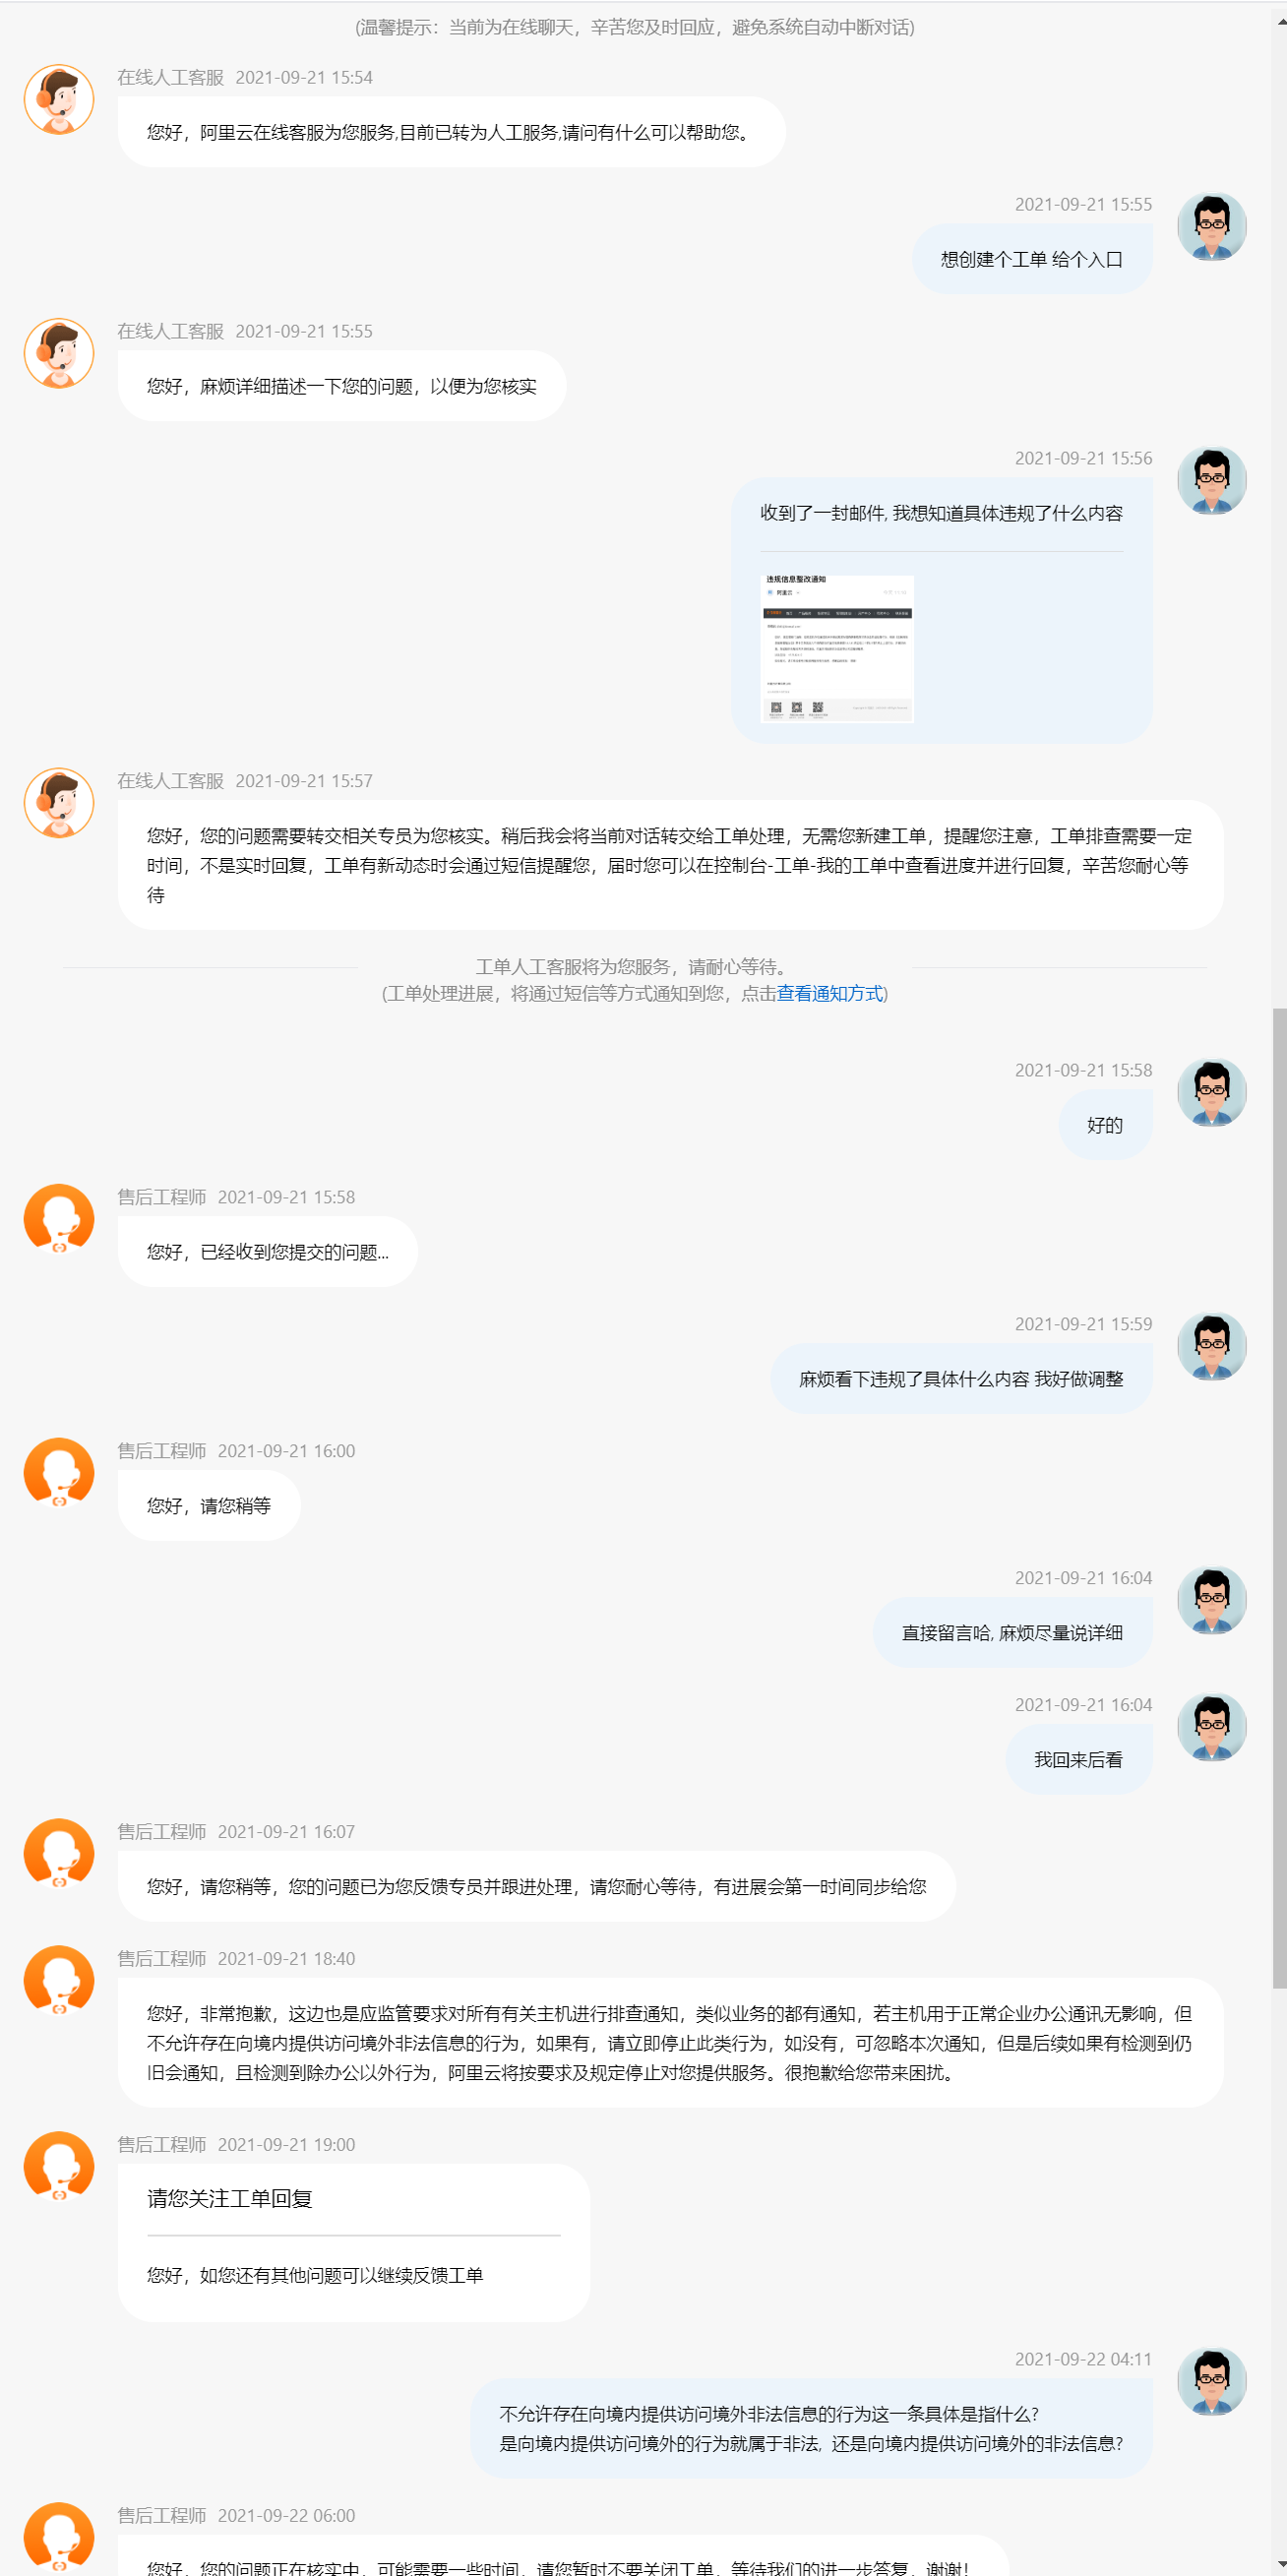 (温馨提示：当前为在线聊天，辛苦您及时回应，避免系统自动中断对话)
在线人工客服 2021-09-21 15:54
您好，阿里云在线客服为您服务,目前已转为人工服务,请问有什么可以帮助您。
2021-09-21 15:55
想创建个工单 给个入口
在线人工客服 2021-09-21 15:55
您好，麻烦详细描述一下您的问题，以便为您核实
2021-09-21 15:56
收到了一封邮件, 我想知道具体违规了什么内容
违规信息整改通知
阿里云
在线人工客服 2021-09-21 15:57
您好，您的问题需要转交相关专员为您核实。稍后我会将当前对话转交给工单处理，无需您新建工单，提醒您注意，工单排查需要一定
时间，不是实时回复，工单有新动态时会通过短信提醒您，届时您可以在控制台-工单-我的工单中查看进度并进行回复，辛苦您耐心等
待
工单人工客服将为您服务，请耐心等待。
(工单处理进展，将通过短信等方式通知到您，点击查看通知方式)
2021-09-21 15:58
好的
售后工程师 2021-09-21 15:58
您好，已经收到您提交的问题...
2021-09-21 15:59
麻烦看下违规了具体什么内容 我好做调整
售后工程师 2021-09-21 16:00
您好，请您稍等
2021-09-21 16:04
直接留言哈, 麻烦尽量说详细
2021-09-21 16:04
我回来后看
售后工程师 2021-09-21 16:07
您好，请您稍等，您的问题已为您反馈专员并跟进处理，请您耐心等待，有进展会第一时间同步给您
售后工程师 2021-09-21 18:40
您好，非常抱歉，这边也是应监管要求对所有有关主机进行排查通知，类似业务的都有通知，若主机用于正常企业办公通讯无影响，但
不允许存在向境内提供访问境外非法信息的行为，如果有，请立即停止此类行为，如没有，可忽略本次通知，但是后续如果有检测到仍
旧会通知，且检测到除办公以外行为，阿里云将按要求及规定停止对您提供服务。很抱歉给您带来困扰。
售后工程师 2021-09-21 19:00
请您关注工单回复
您好，如您还有其他问题可以继续反馈工单
2021-09-22 04:11
不允许存在向境内提供访问境外非法信息的行为这一条具体是指什么?
是向境内提供访问境外的行为就属于非法, 还是向境内提供访问境外的非法信息?
售后工程师 2021-09-22 06:00
您好，您的问题正在核实中，可能需要一些时间，请您暂时不要关闭工单，等待我们的进一步答复，谢谢！